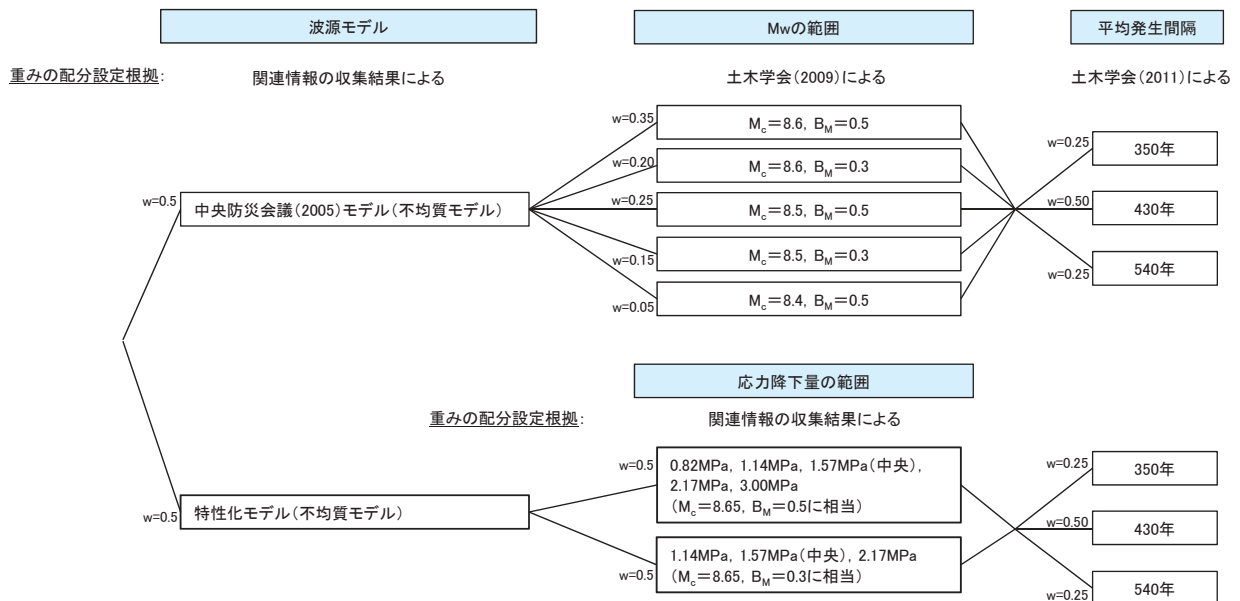 波源モデル
Mwの範囲
平均発生間隔
重みの配分設定根拠:
関連情報の収集結果による
土木学会(2009)による
土木学会(2011)による
w=0.5
中央防災会議(2005)モデル(不均質モデル)
w=0.35
Mc=8.6, BM=0.5
w=0.20
Mc=8.6, BM=0.3
w=0.25
Mc=8.5, BM=0.5
w=0.15
Mc=8.5, BM=0.3
w=0.05
Mc=8.4, BM=0.5
w=0.25
350年
w=0.50
430年
w=0.25
540年
応力降下量の範囲
重みの配分設定根拠:
関連情報の収集結果による
w=0.5
特性化モデル(不均質モデル)
w=0.5
0.82MPa, 1.14MPa, 1.57MPa(中央),
2.17MPa, 3.00MPa
(Mc=8.65, BM=0.5に相当)
w=0.5
1.14MPa, 1.57MPa(中央), 2.17MPa
(Mc=8.65, BM=0.3に相当)
w=0.25
350年
w=0.50
430年
w=0.25
540年